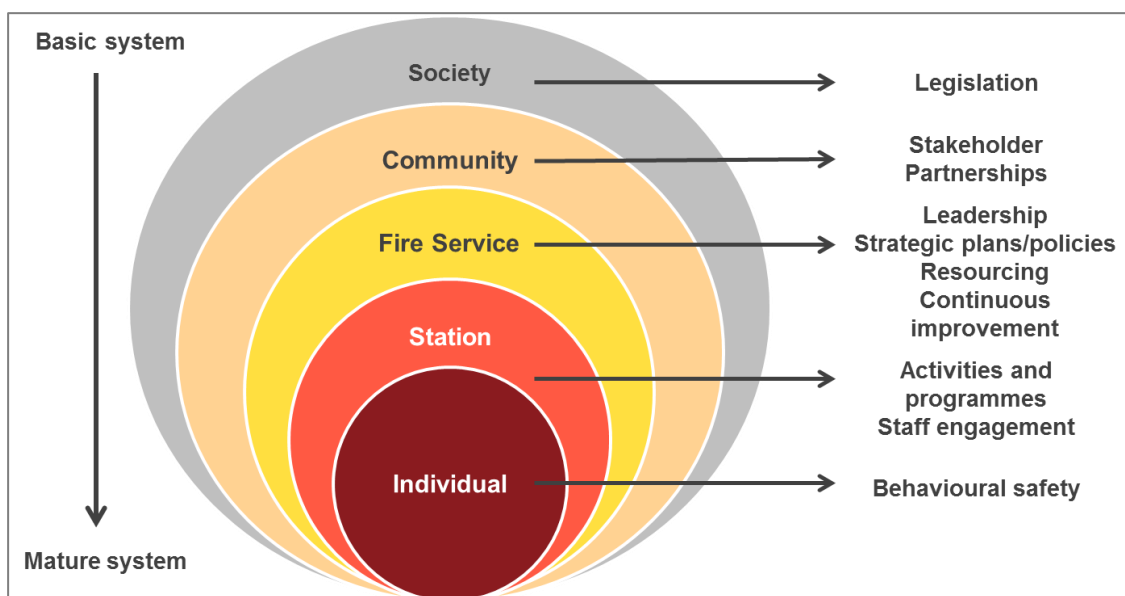 Basic system
Society
Legislation
Community
Stakeholder
Partnerships
Fire Service
Leadership
Strategic plans/policies
Resourcing
Continuous
improvement
Station
Activities and
programmes
Staff engagement
Individual
Behavioural safety
Mature system